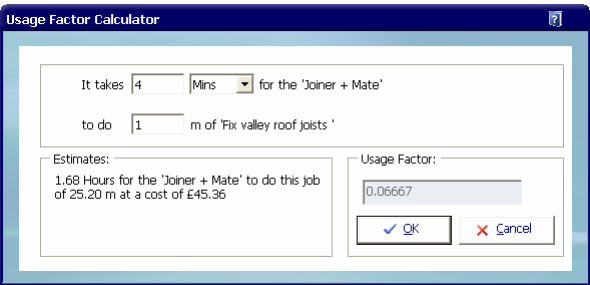 Usage Factor Calculator
It takes 4 Mins for the 'Joiner + Mate'
to do 1 m of 'Fix valley roof joists '
Estimates:
1.68 Hours for the 'Joiner + Mate' to do this job
of 25.20 m at a cost of £45.36
Usage Factor:
0.06667
OK Cancel